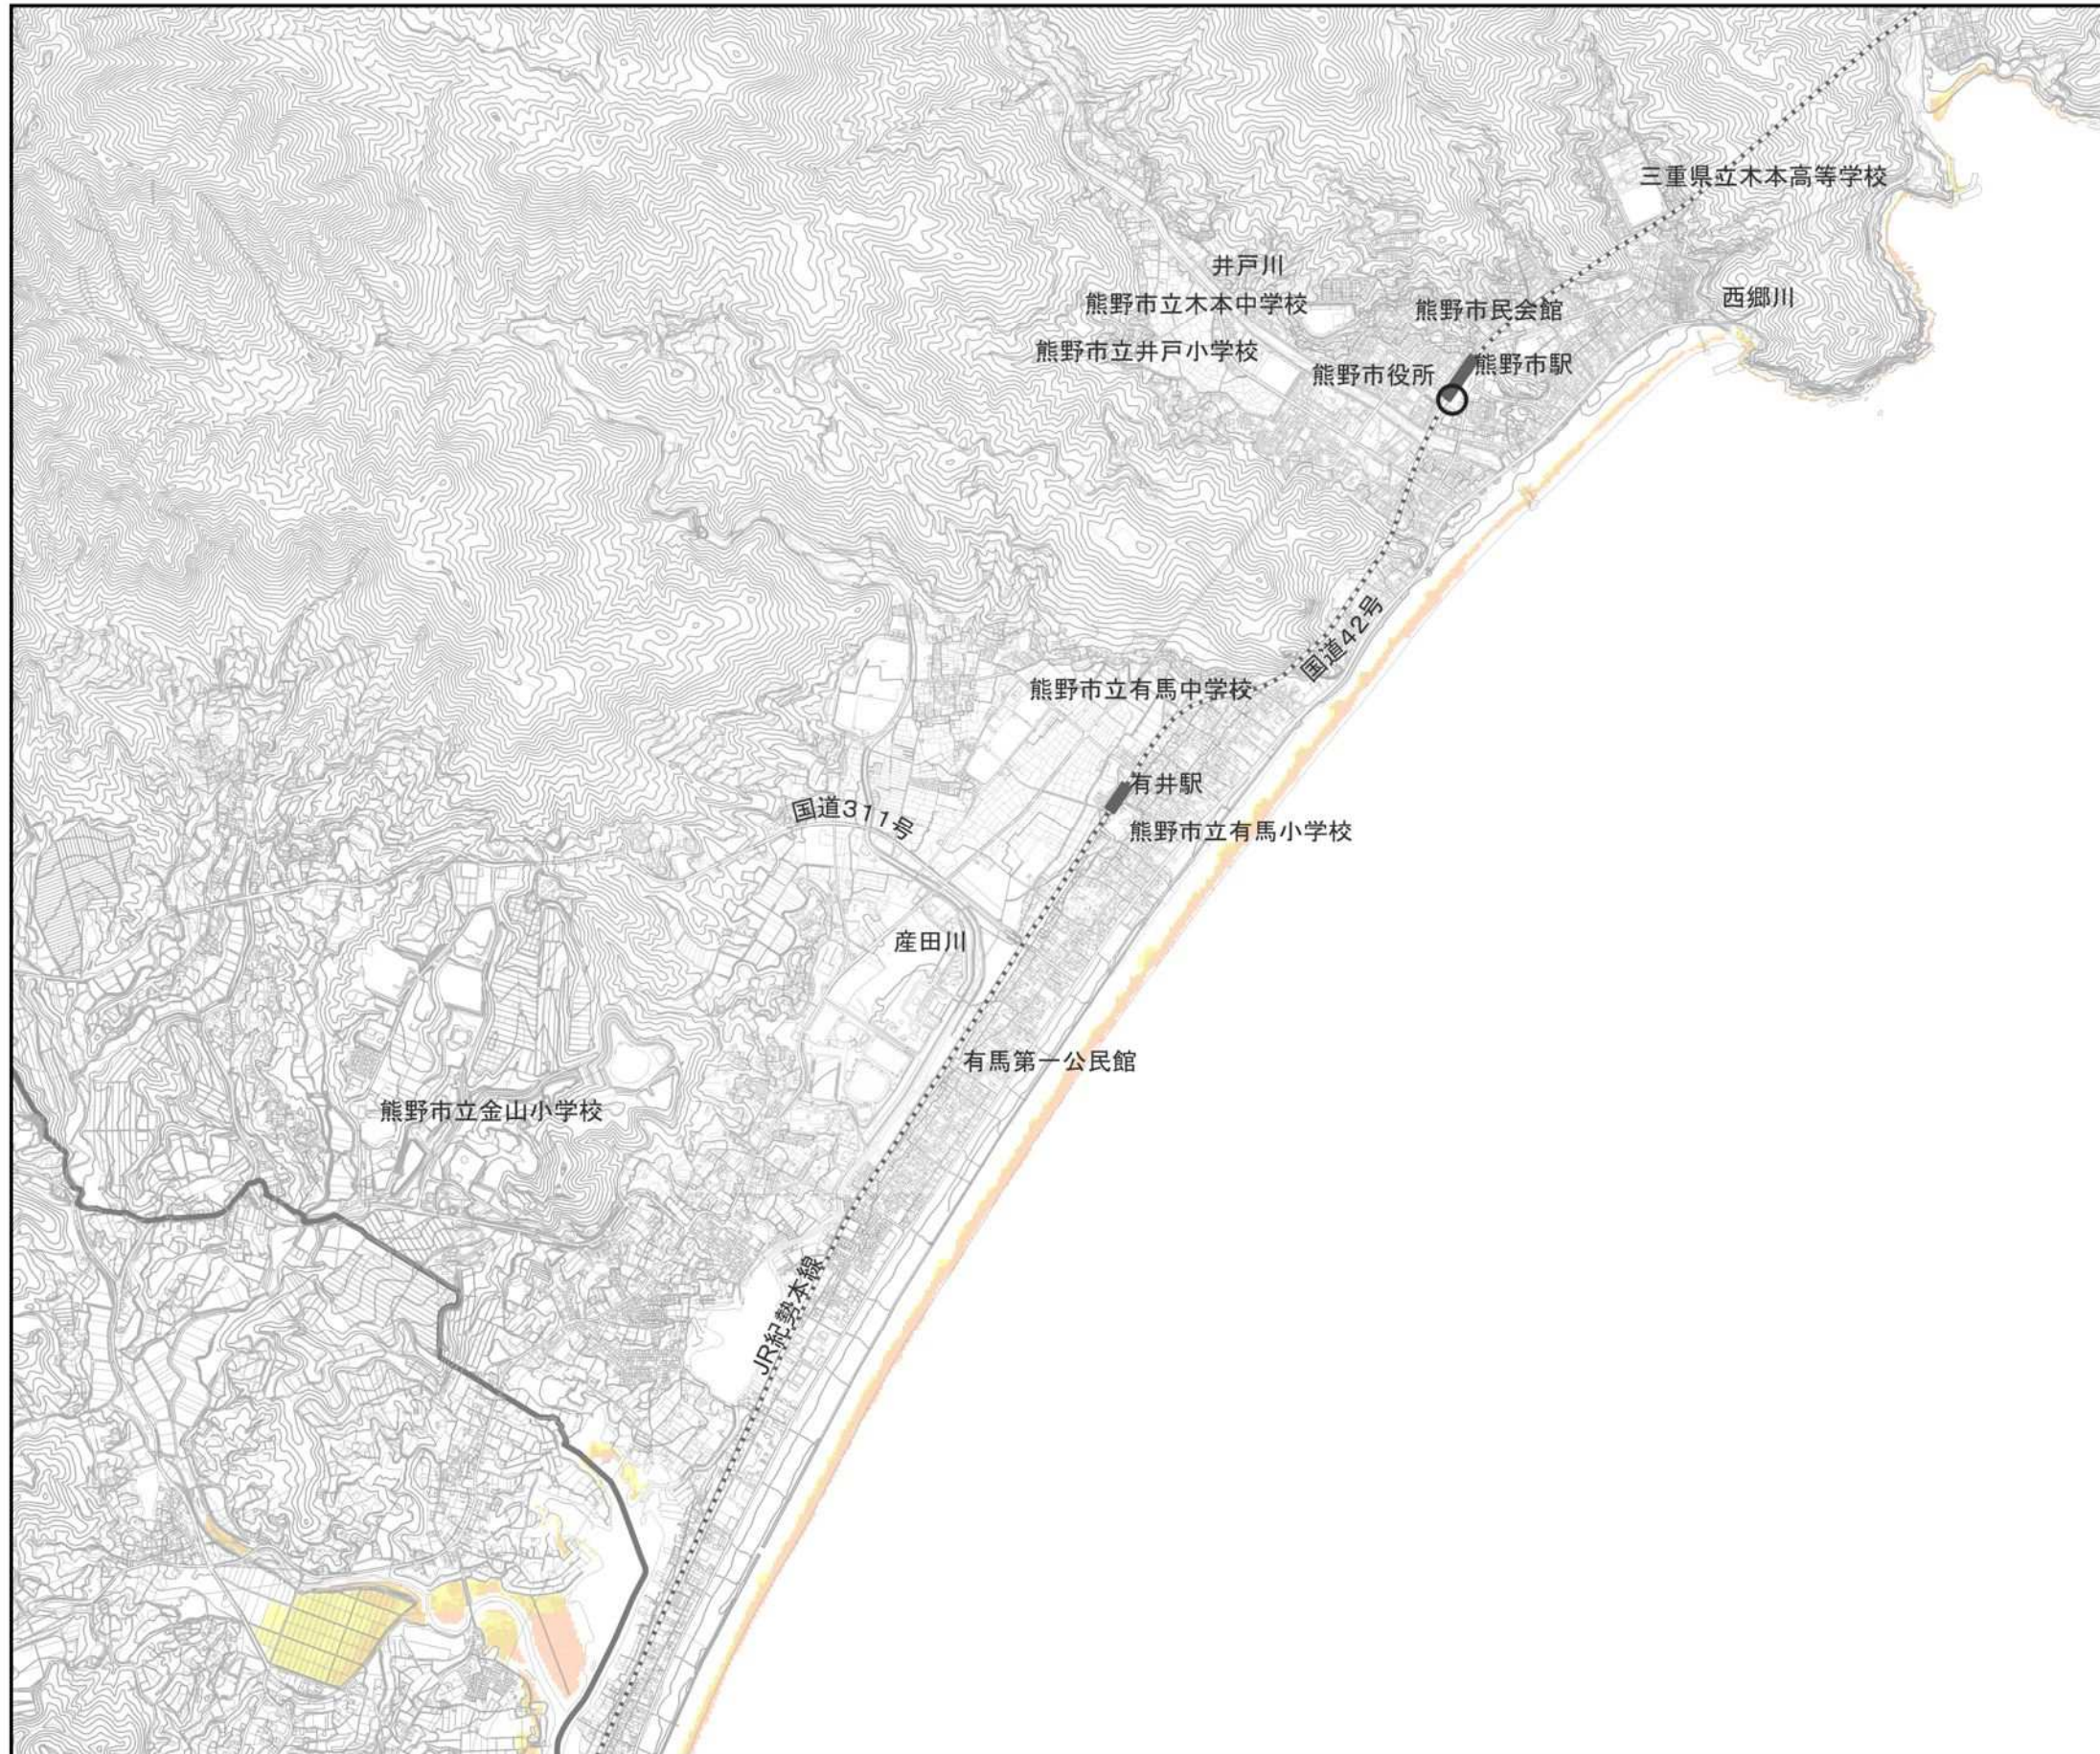 三重県立木本高等学校
井戸川
西郷川
熊野市立木本中学校
熊野市民会館
熊野市立井戸小学校
熊野市駅
熊野市役所
国道42号
熊野市立有馬中学校
有井駅
国道311号
熊野市立有馬小学校
産田川
有馬第一公民館
熊野市立金山小学校
JR紀勢本線